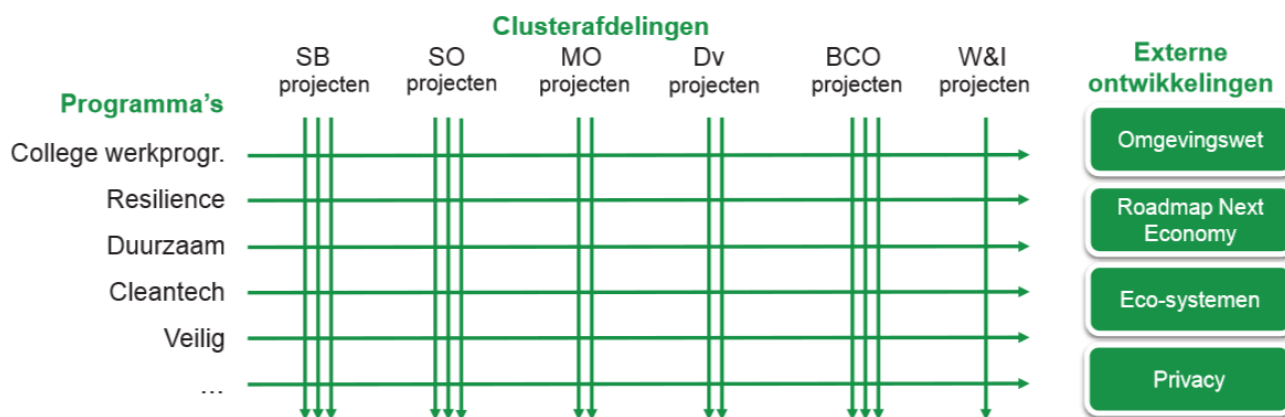 Clusterafdelingen
SB SO MO Dv BCO W&I
projecten projecten projecten projecten projecten projecten
Externe
ontwikkelingen
Programma's
College werkprogr.
Resilience
Duurzaam
Cleantech
Veilig
...
Omgevingswet
Roadmap Next
Economy
Eco-systemen
Privacy